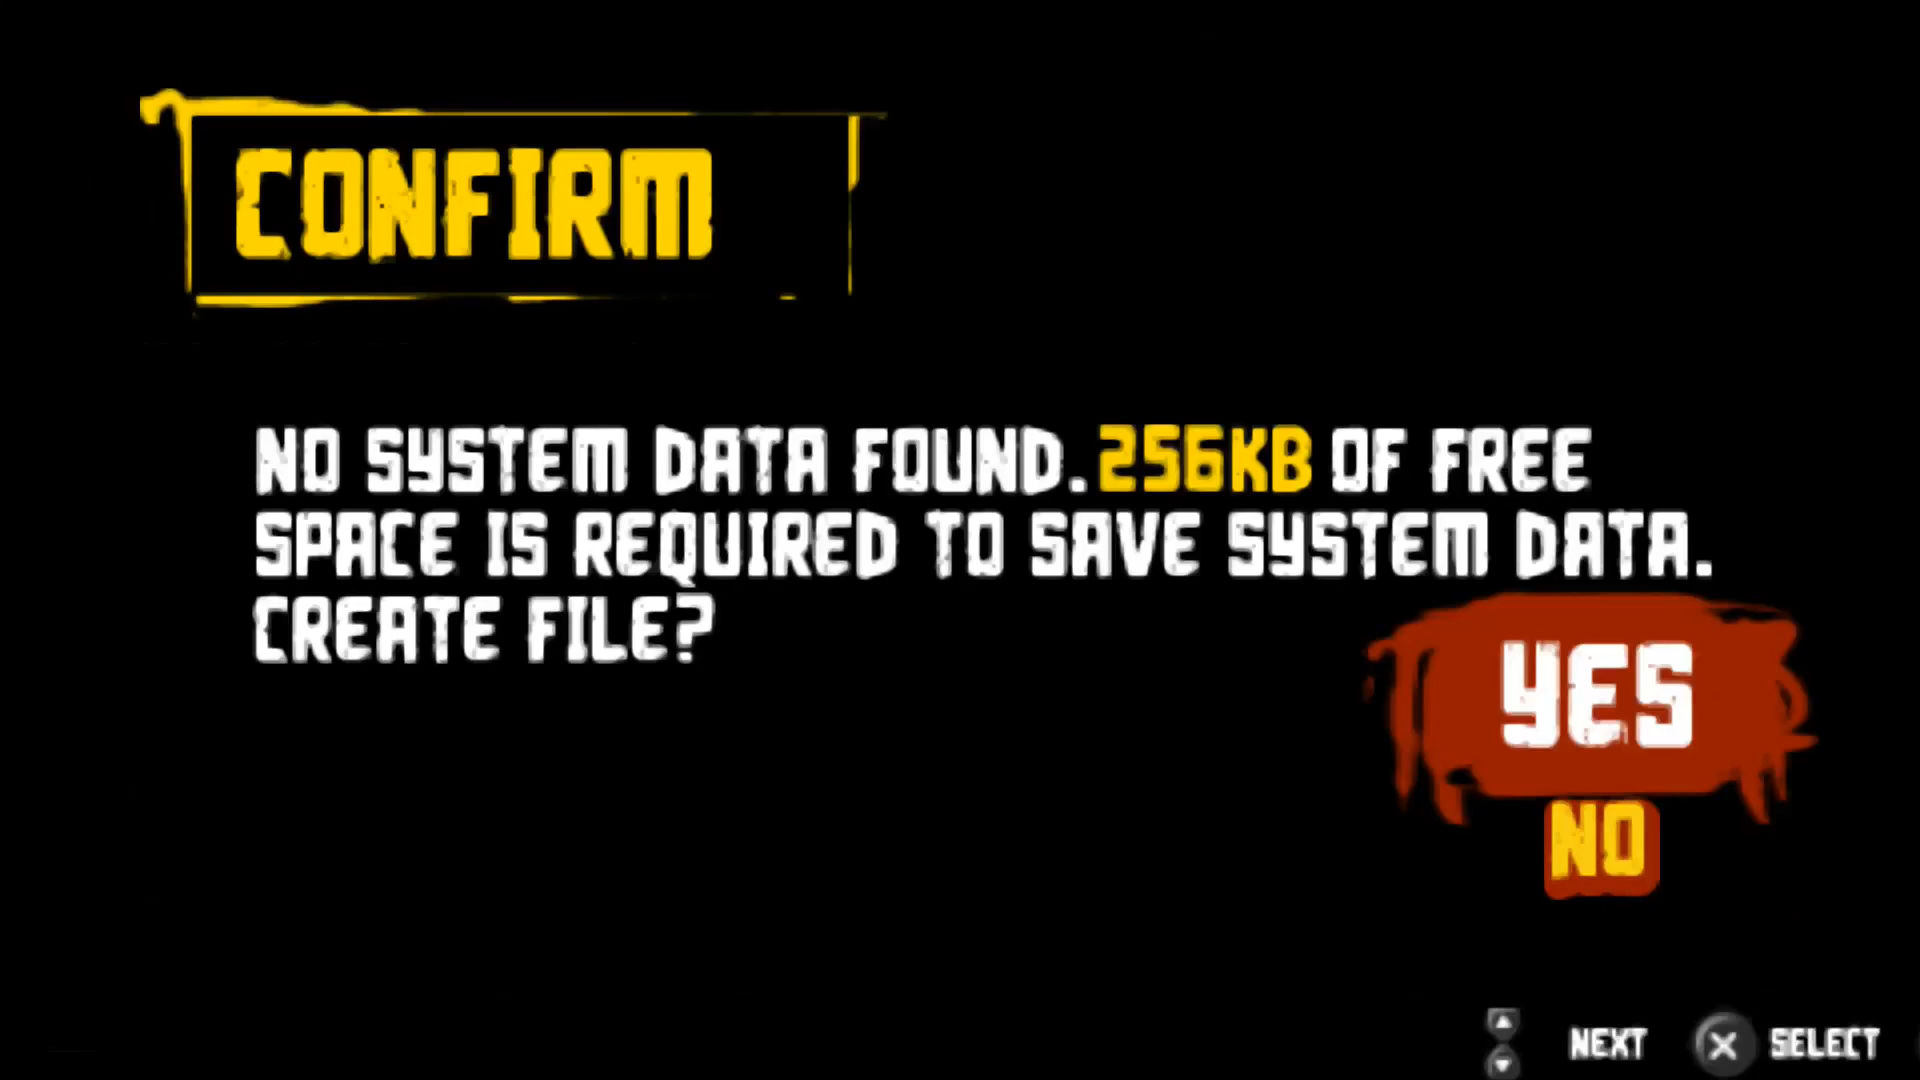 CONFIRM
NO SYSTEM DATA FOUND. 256KB OF FREE
SPACE IS REQUIRED TO SAVE SYSTEM DATA.
CREATE FILE?
YES
NO
NEXT SELECT